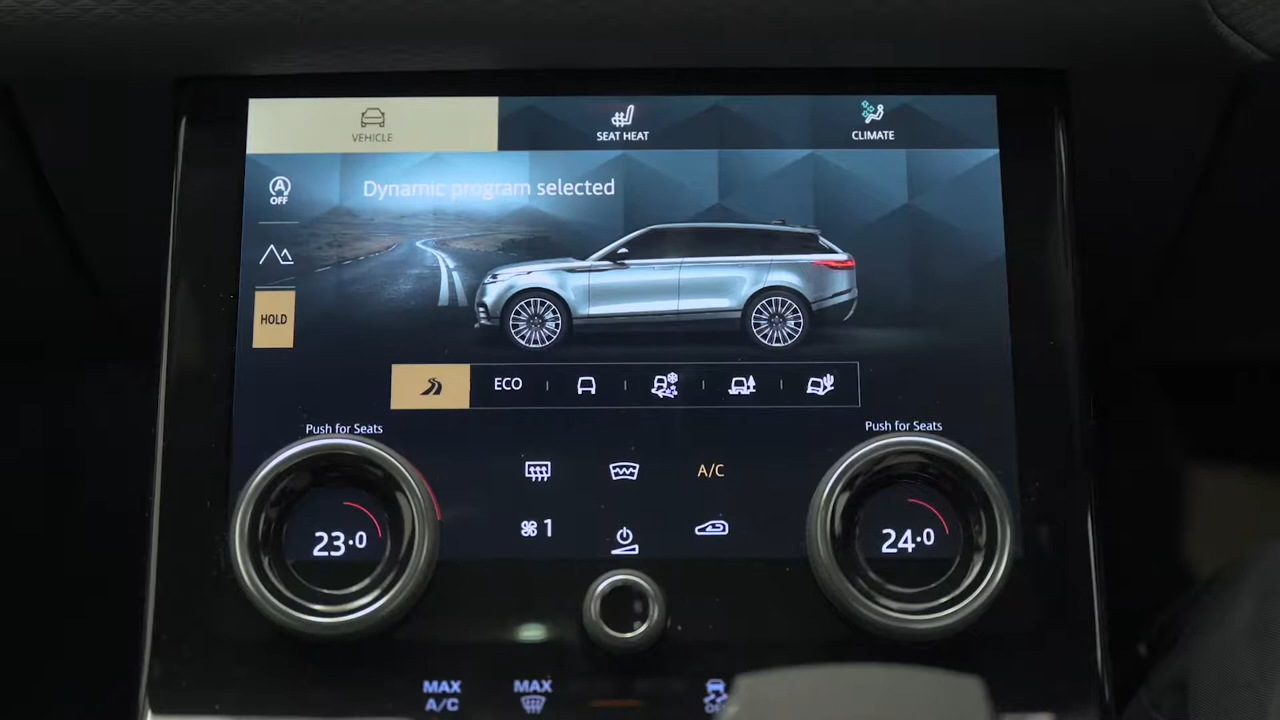 VEHICLE
SEAT HEAT
CLIMATE
A
OFF
Dynamic program selected
HOLD
ECO
Push for Seats
Push for Seats
A/C
1
23.0
24.0
MAX
A/C
MAX